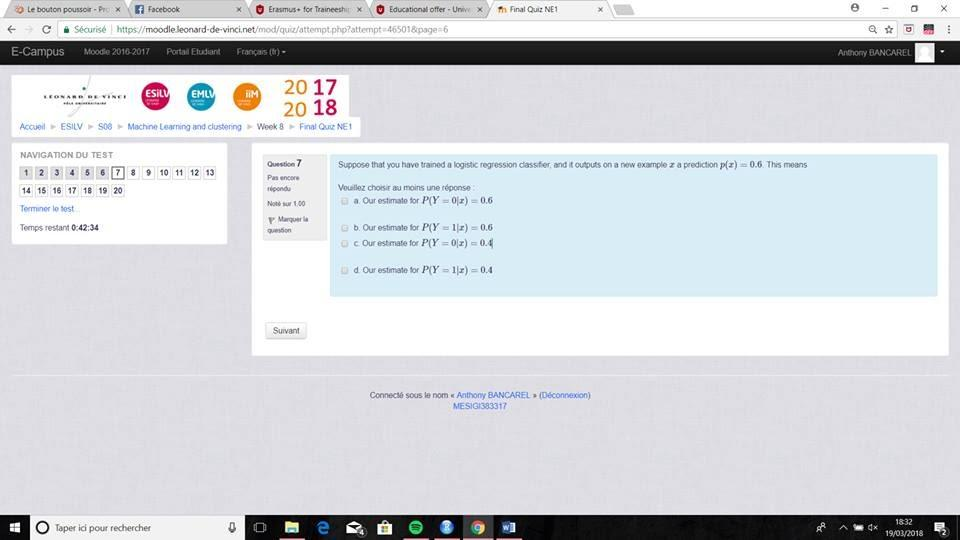 Le bouton poussoir - Pro
Facebook
Erasmus+ for Traineeship
Educational offer - Unive
Final Quiz NE1
Sécurisé
https://moodle.leonard-de-vinci.net/mod/quiz/attempt.php?attempt=46501&page=6
E-Campus
Moodle 2016-2017
Portail Etudiant
Français (fr)
Anthony BANCAREL
LÉONARD DE VINCI
PÔLE UNIVERSITAIRE
ESILV
EMLV
iiM
20 17
20 18
Accueil ► ESILV ► S08 ► Machine Learning and clustering ► Week 8 ► Final Quiz NE1
NAVIGATION DU TEST
1 2 3 4 5 6 7 8 9 10 11 12 13
14 15 16 17 18 19 20
Terminer le test...
Temps restant 0:42:34
Question 7
Pas encore
répondu
Noté sur 1,00
Marquer la
question
Suppose that you have trained a logistic regression classifier, and it outputs on a new example x a prediction p(x) = 0.6. This means
Veuillez choisir au moins une réponse :
a. Our estimate for P(Y = 0|x) = 0.6
b. Our estimate for P(Y = 1|x) = 0.6
c. Our estimate for P(Y = 0|x) = 0.4
d. Our estimate for P(Y = 1|x) = 0.4
Suivant
Connecté sous le nom « Anthony BANCAREL » (Déconnexion)
MESIGI383317
Taper ici pour rechercher
18:32
19/03/2018